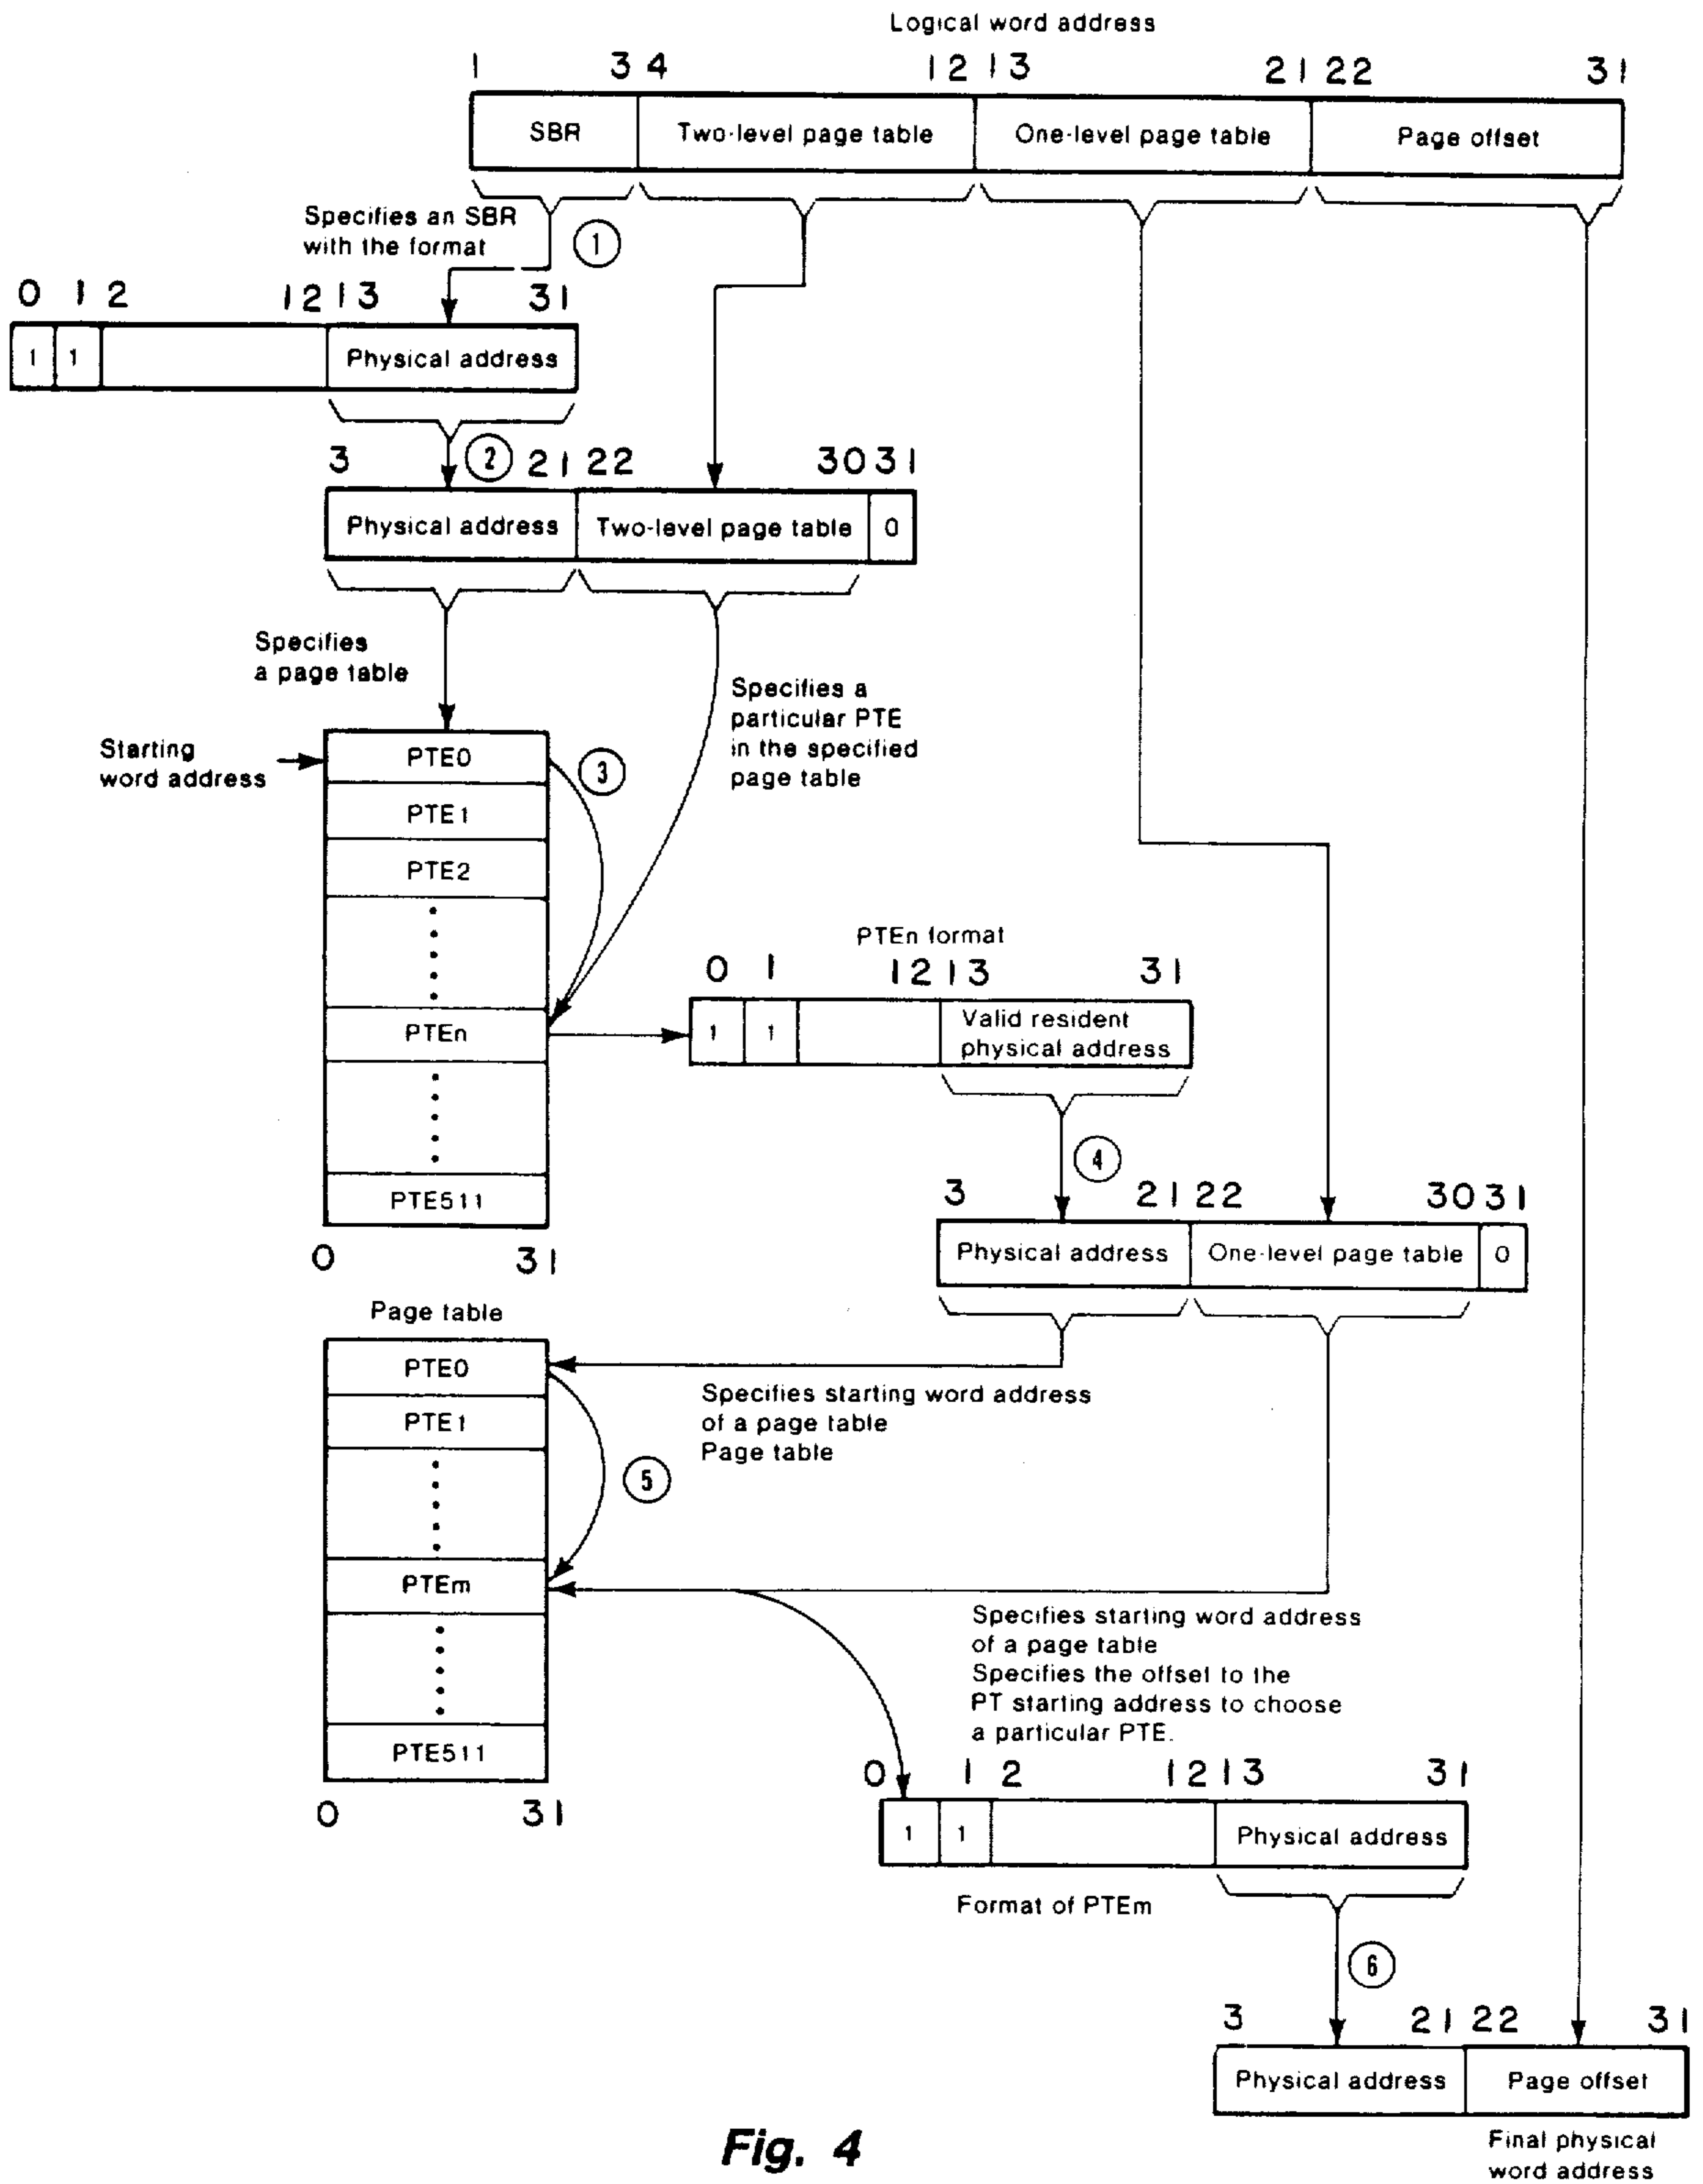 Logical word address
1 3 4 12 13 21 22 31
SBR Two-level page table One-level page table Page offset
Specifies an SBR
with the format
1
0 1 2 12 13 31
1 1 Physical address
2
3 21 22 30 31
Physical address Two-level page table 0
Specifies
a page table
Specifies a
particular PTE
in the specified
page table
Starting
word address
PTE0
3
PTE1
PTE2
PTEn format
0 1 12 13 31
PTEn
1 1 Valid resident
physical address
4
PTE511
0 31
3 21 22 30 31
Physical address One-level page table 0
Page table
PTE0
Specifies starting word address
of a page table
Page table
PTE1
5
PTEm
Specifies starting word address
of a page table
Specifies the offset to the
PT starting address to choose
a particular PTE.
PTE511
0 31
0 1 2 12 13 31
1 1 Physical address
Format of PTEm
6
3 21 22 31
Physical address Page offset
Final physical
word address
Fig. 4